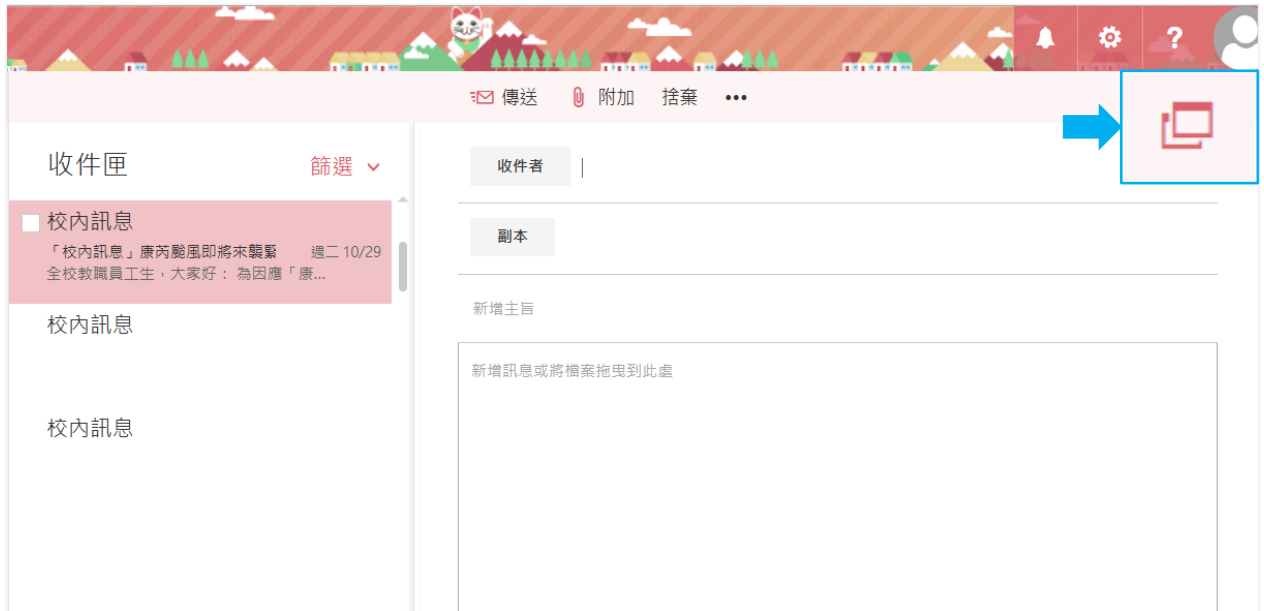 ?
傳送 附加 捨棄 •••
收件匣 篩選
校內訊息
「校內訊息」康芮颱風即將來襲緊 週二 10/29
全校教職員工生，大家好： 為因應「康...
校內訊息
校內訊息
收件者
副本
新增主旨
新增訊息或將檔案拖曳到此處